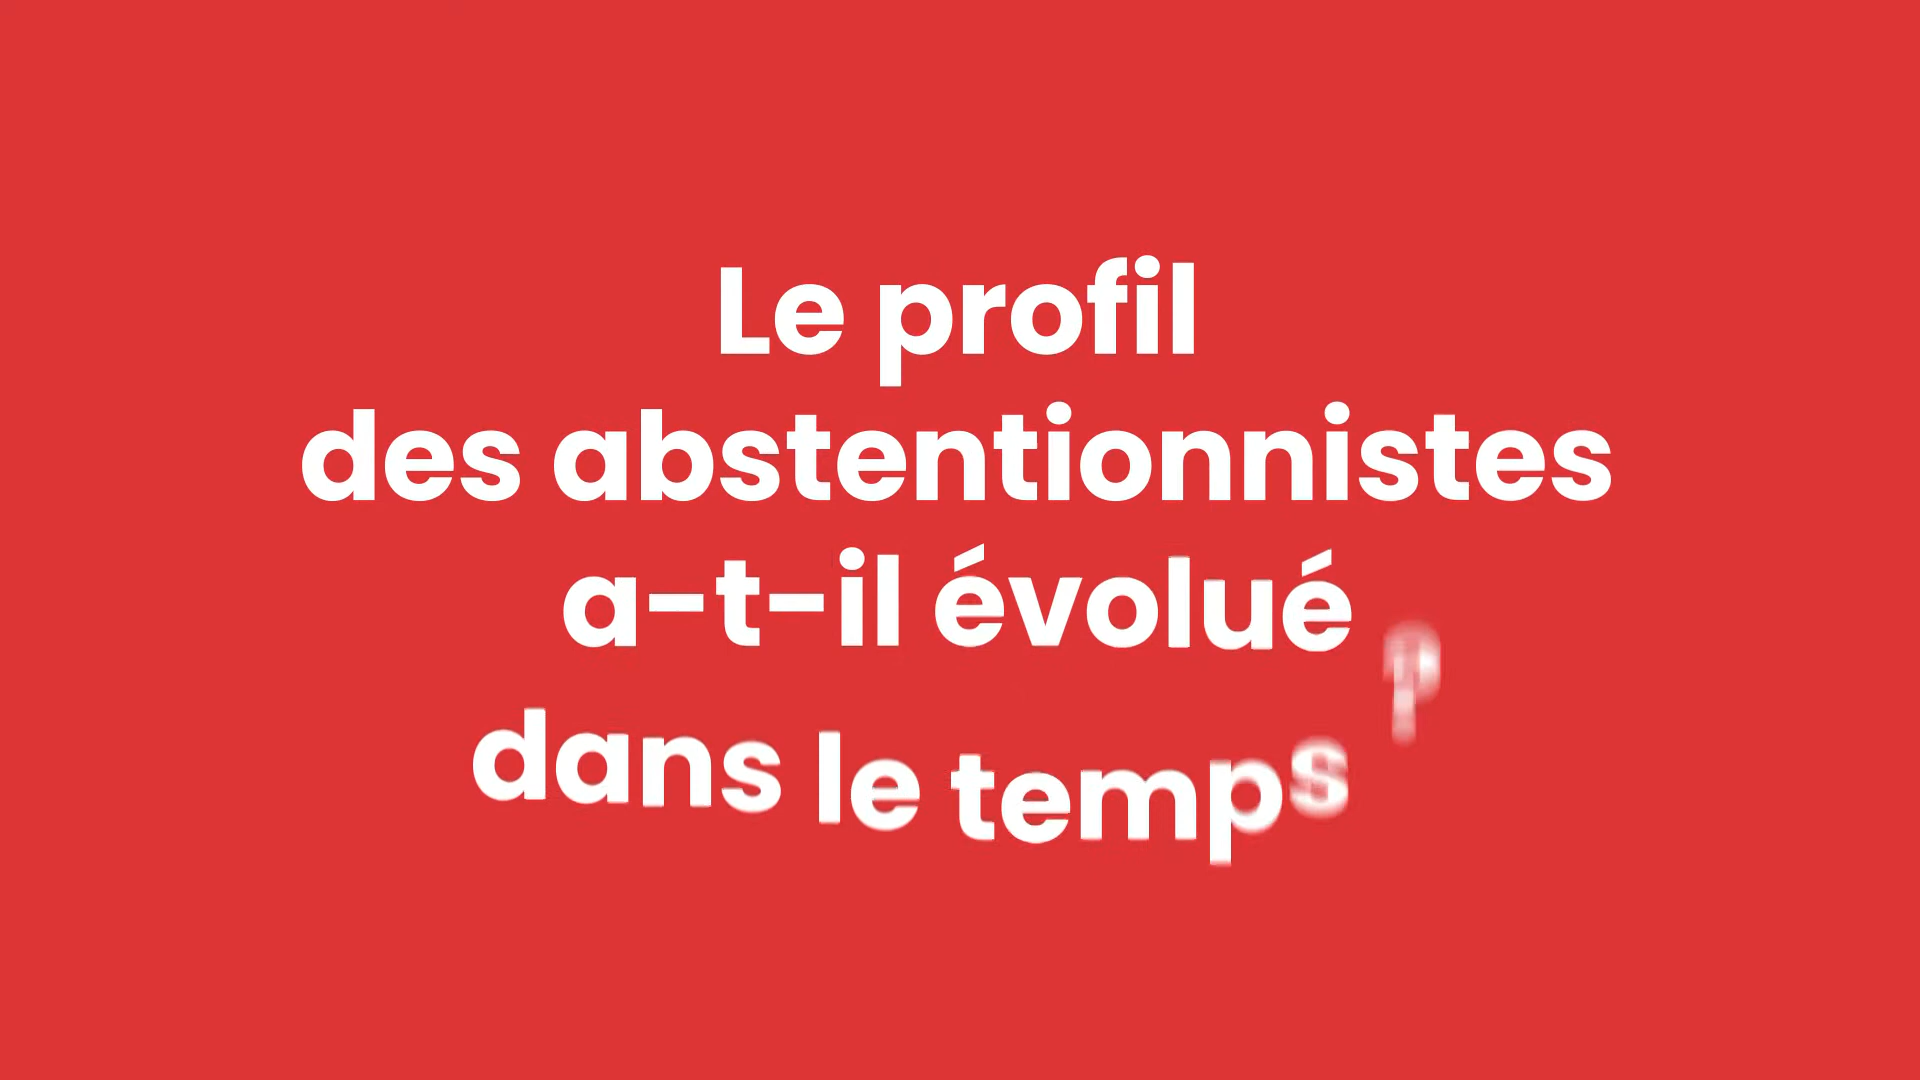 Le profil
des abstentionnistes
a-t-il évolué
dans le temps ?